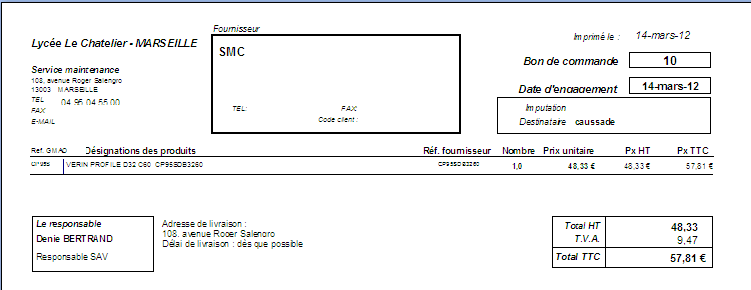 Fournisseur
Lycée Le Chatelier - MARSEILLE
SMC
Imprimé le : 14-mars-12
Bon de commande 10
Service maintenance
108, avenue Roger Salengro
13003 MARSEILLE
TEL 04 95 04 55 00
FAX
E-MAIL
Date d'engagement 14-mars-12
TEL: FAX:
Code client :
Imputation
Destinataire caussade
Ref. GMAO Désignations des produits Réf. fournisseur Nombre Prix unitaire Px HT Px TTC
VERIN PROFILE D32 C60 CP95SDB3260 CP95SDB3260 1,0 48,33 € 48,33 € 57,81 €
Le responsable
Denie BERTRAND
Responsable SAV
Adresse de livraison :
108, avenue Roger Salengro
Délai de livraison : dès que possible
Total HT 48,33
T.V.A. 9,47
Total TTC 57,81 €